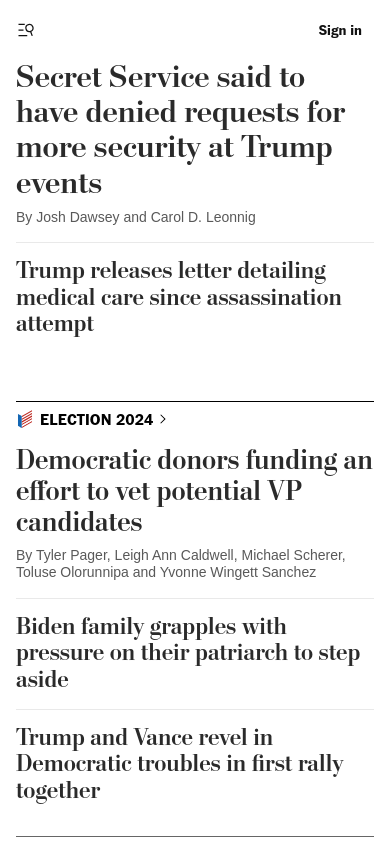 Sign in
Secret Service said to
have denied requests for
more security at Trump
events
By Josh Dawsey and Carol D. Leonnig
Trump releases letter detailing
medical care since assassination
attempt
ELECTION 2024
Democratic donors funding an
effort to vet potential VP
candidates
By Tyler Pager, Leigh Ann Caldwell, Michael Scherer,
Toluse Olorunnipa and Yvonne Wingett Sanchez
Biden family grapples with
pressure on their patriarch to step
aside
Trump and Vance revel in
Democratic troubles in first rally
together